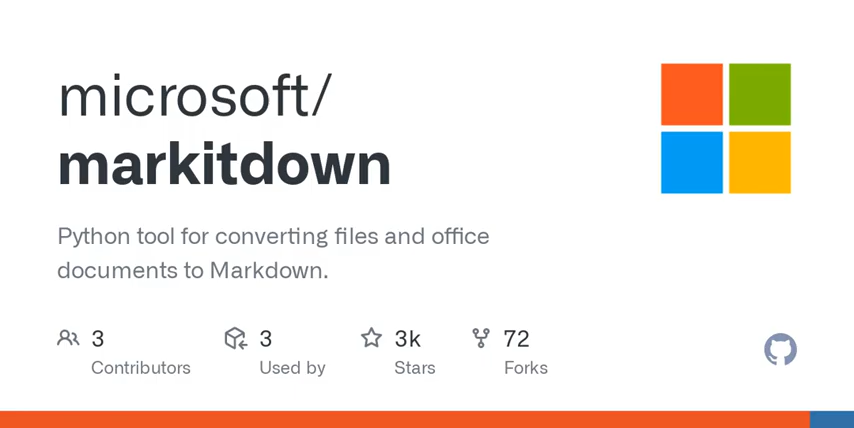 microsoft/
markitdown
Python tool for converting files and office
documents to Markdown.
3 3 3k 72
Contributors Used by Stars Forks